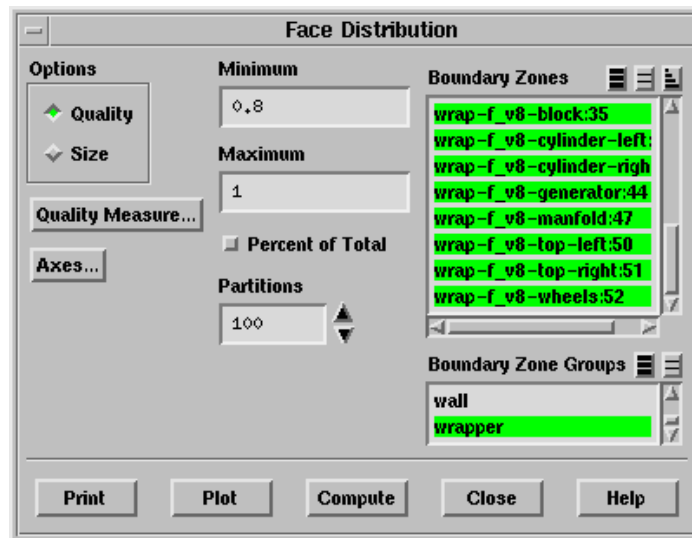 Face Distribution
Options
Quality
Size
Quality Measure...
Axes...
Minimum
0.8
Maximum
1
Percent of Total
Partitions
100
Boundary Zones
wrap-f_v8-block:35
wrap-f_v8-cylinder-left:
wrap-f_v8-cylinder-righ
wrap-f_v8-generator:44
wrap-f_v8-manfold:47
wrap-f_v8-top-left:50
wrap-f_v8-top-right:51
wrap-f_v8-wheels:52
Boundary Zone Groups
wall
wrapper
Print
Plot
Compute
Close
Help